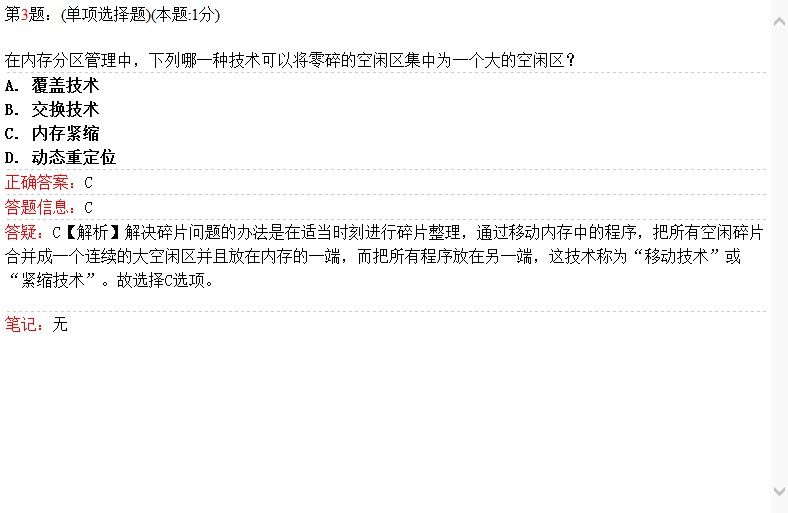 第3题：(单项选择题)(本题:1分)
在内存分区管理中，下列哪一种技术可以将零碎的空闲区集中为一个大的空闲区？
A. 覆盖技术
B. 交换技术
C. 内存紧缩
D. 动态重定位
正确答案：C
答题信息：C
答疑：C【解析】解决碎片问题的办法是在适当时刻进行碎片整理，通过移动内存中的程序，把所有空闲碎片
合并成一个连续的大空闲区并且放在内存的一端，而把所有程序放在另一端，这技术称为“移动技术”或
“紧缩技术”。故选择C选项。
笔记：无